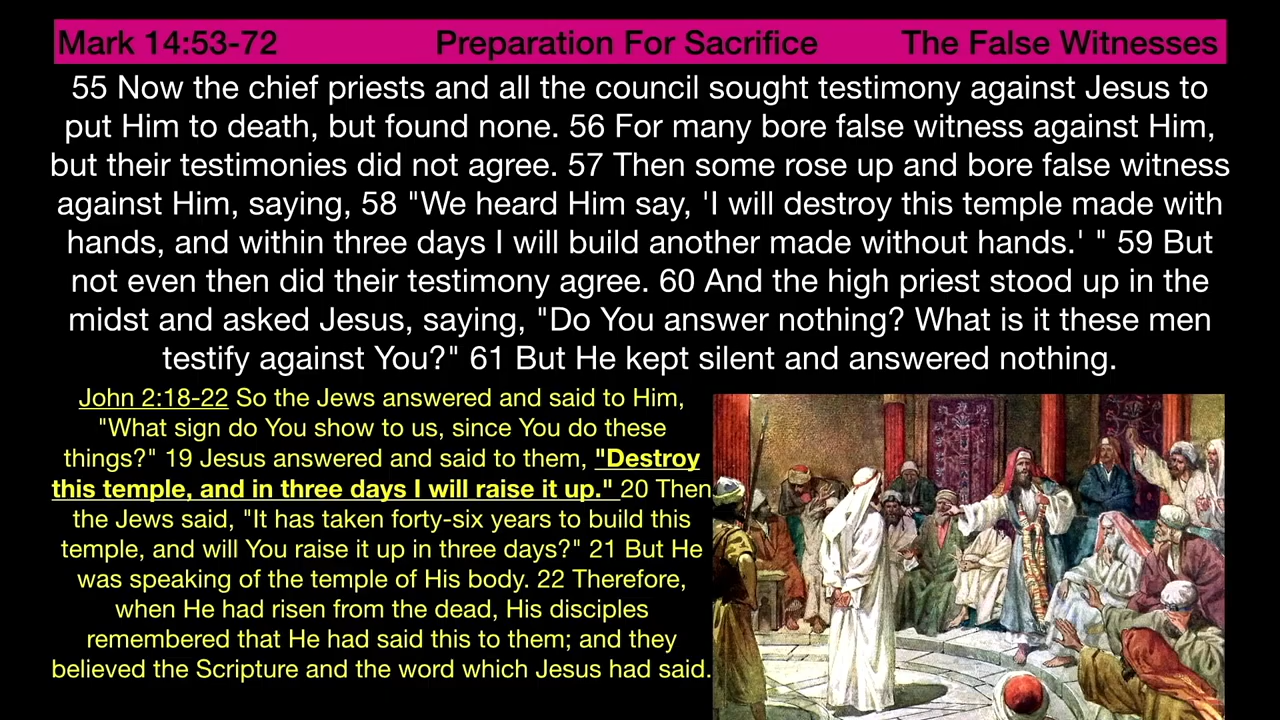 Mark 14:53-72 Preparation For Sacrifice The False Witnesses
55 Now the chief priests and all the council sought testimony against Jesus to
put Him to death, but found none. 56 For many bore false witness against Him,
but their testimonies did not agree. 57 Then some rose up and bore false witness
against Him, saying, 58 "We heard Him say, 'I will destroy this temple made with
hands, and within three days I will build another made without hands.' " 59 But
not even then did their testimony agree. 60 And the high priest stood up in the
midst and asked Jesus, saying, "Do You answer nothing? What is it these men
testify against You?" 61 But He kept silent and answered nothing.
John 2:18-22 So the Jews answered and said to Him,
"What sign do You show to us, since You do these
things?" 19 Jesus answered and said to them, "Destroy
this temple, and in three days I will raise it up." 20 Then
the Jews said, "It has taken forty-six years to build this
temple, and will You raise it up in three days?" 21 But He
was speaking of the temple of His body. 22 Therefore,
when He had risen from the dead, His disciples
remembered that He had said this to them; and they
believed the Scripture and the word which Jesus had said.